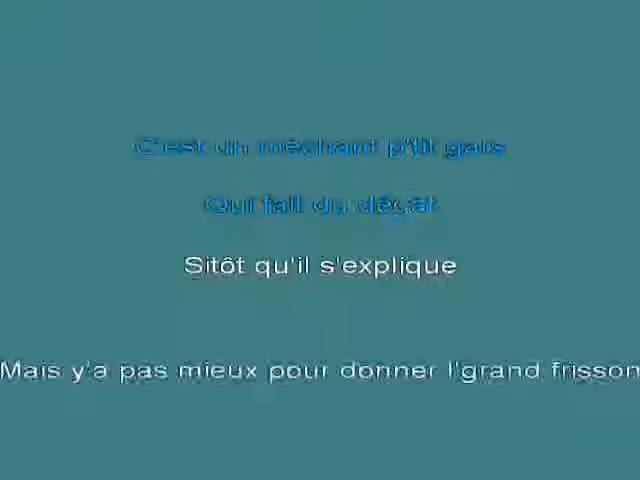 C'est un méchant p'tit gars
Qui fait du dégât
Sitôt qu'il s'explique
Mais y'a pas mieux pour donner l'grand frisson